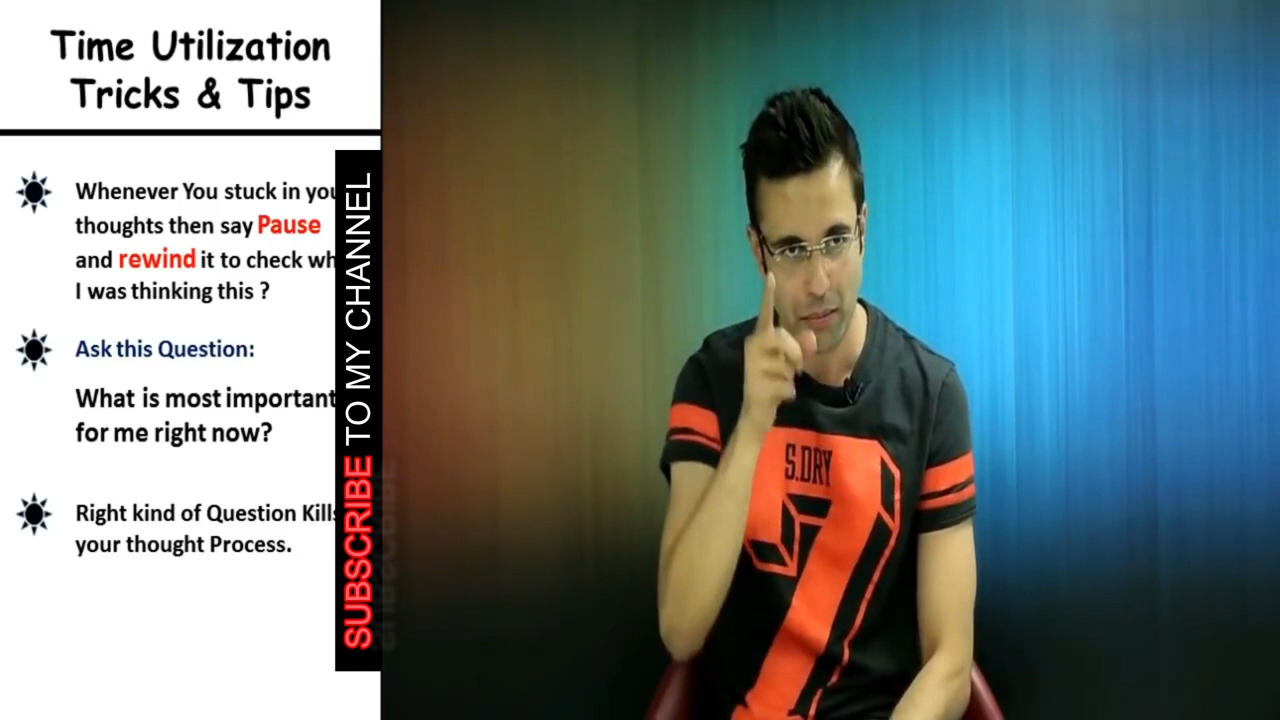 Time Utilization
Tricks & Tips
Whenever You stuck in you
thoughts then say Pause
and rewind it to check wh
I was thinking this ?
Ask this Question:
What is most important
for me right now?
Right kind of Question Kills
your thought Process.
SUBSCRIBE TO MY CHANNEL
S.DRY
7